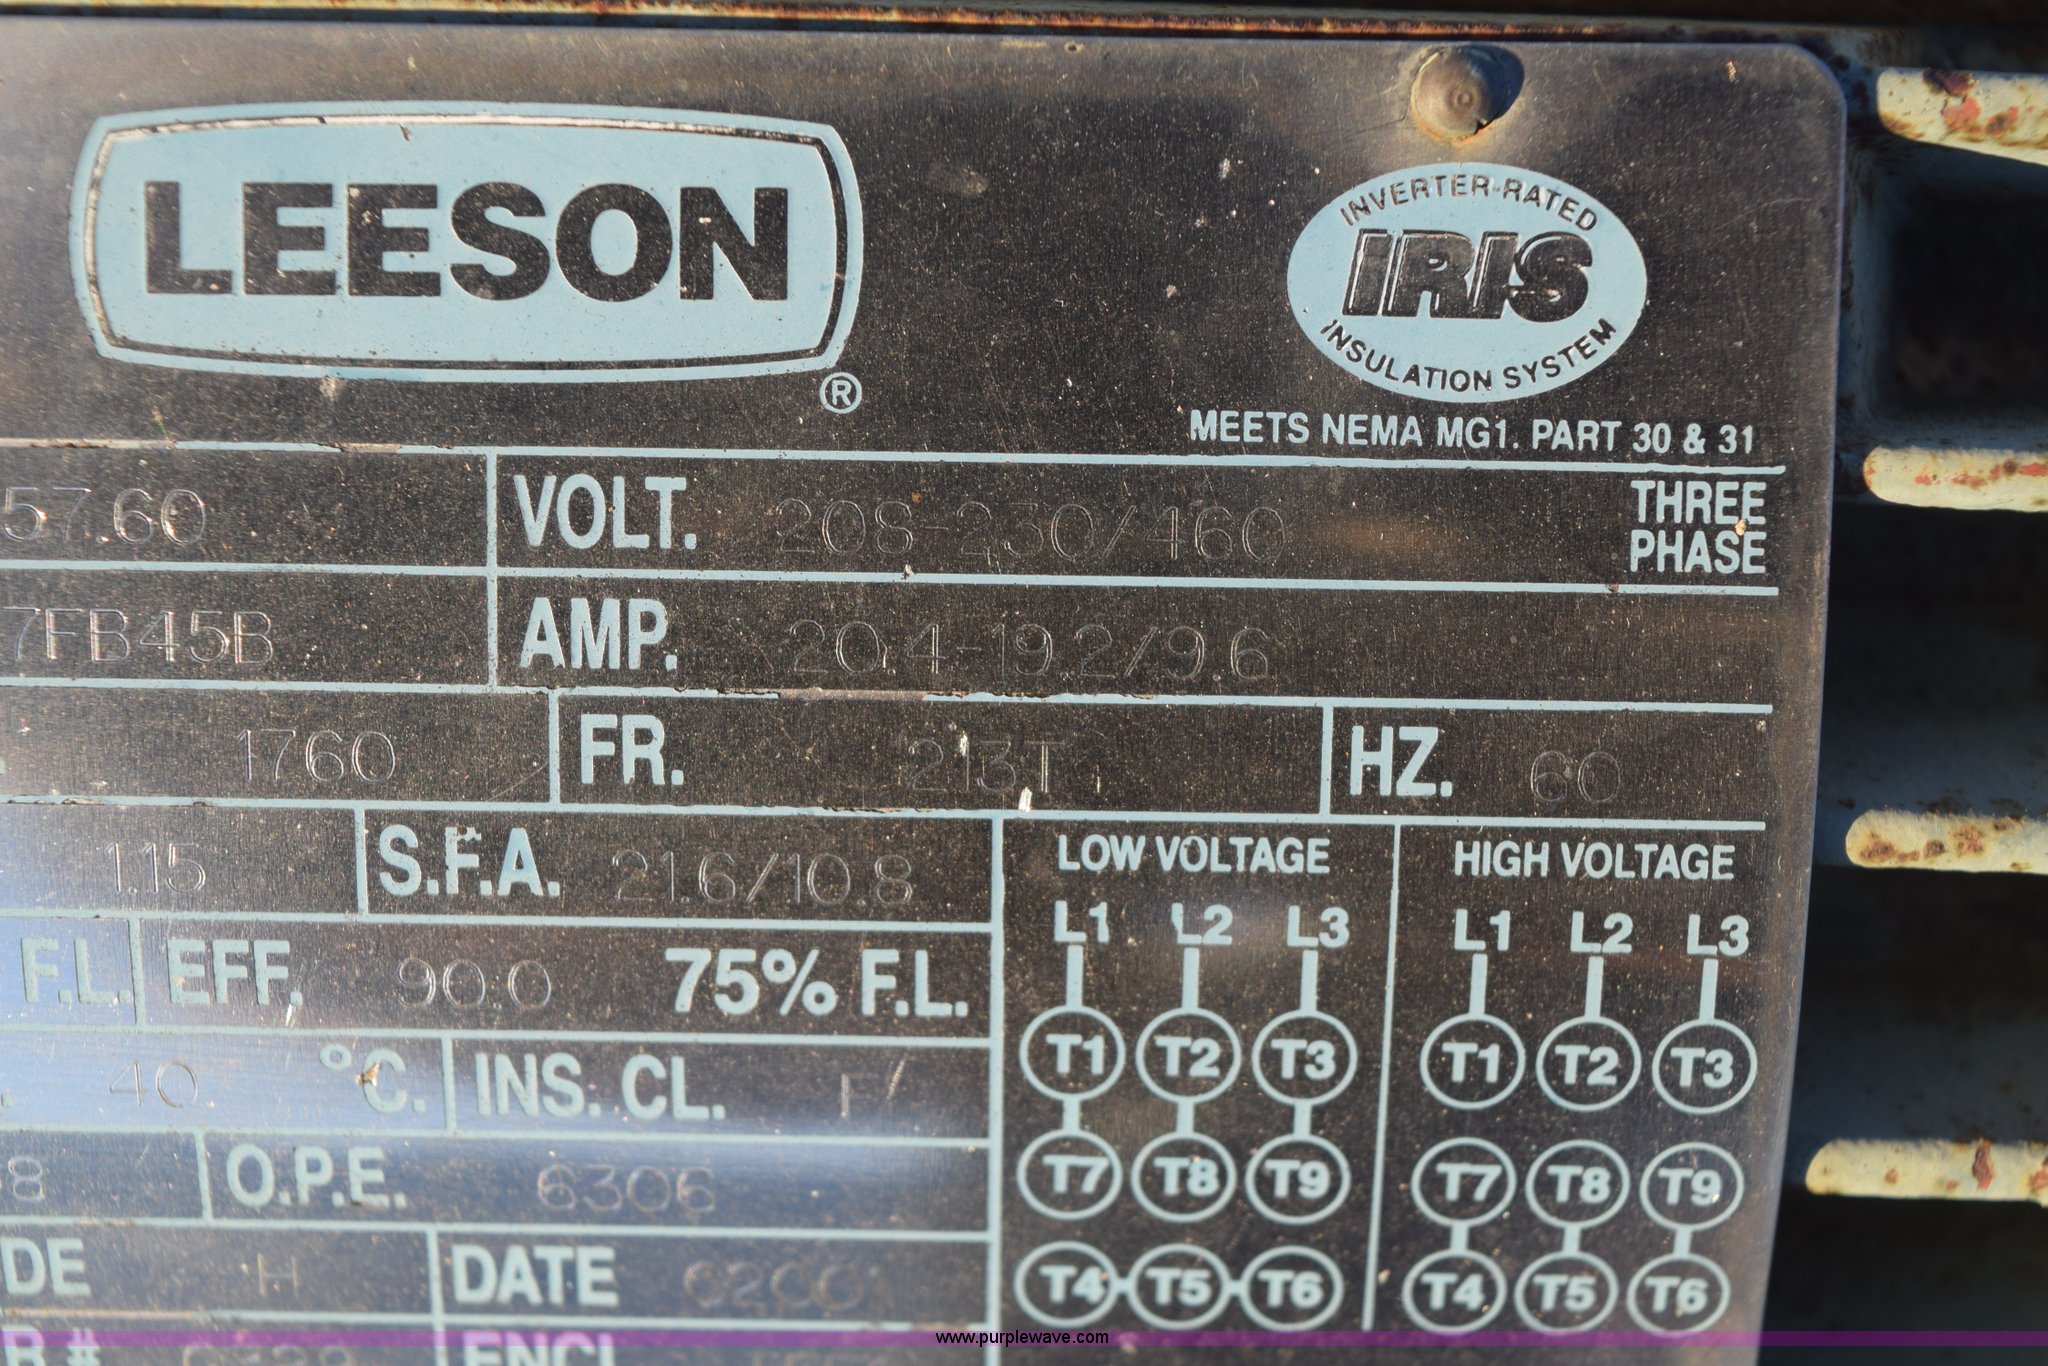 LEESON
®
INVERTER-RATED
IRIS
INSULATION SYSTEM
MEETS NEMA MG1. PART 30 & 31
57.60 VOLT. 208-230/460 THREE PHASE
7FB45B AMP. 20.4-19.2/9.6
1760 FR. 213T HZ. 60
1.15 S.F.A. 21.6/10.8
F.L. EFF. 90.0 75% F.L.
40 °C. INS. CL. F
8 O.P.E. 6306
DE H DATE
R # ENCL
LOW VOLTAGE
L1 L2 L3
T1 T2 T3
T7 T8 T9
T4 T5 T6
HIGH VOLTAGE
L1 L2 L3
T1 T2 T3
T7 T8 T9
T4 T5 T6
www.purplewave.com